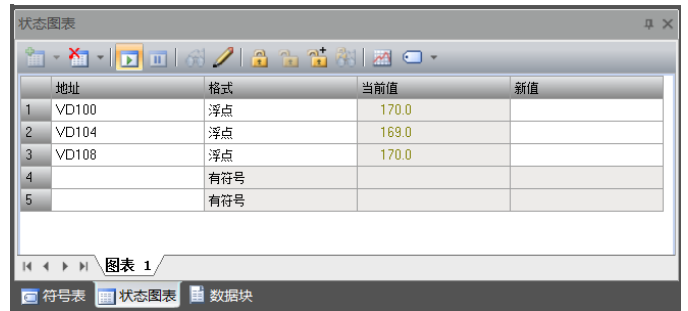 状态图表
地址 格式 当前值 新值
1 VD100 浮点 170.0
2 VD104 浮点 169.0
3 VD108 浮点 170.0
4 有符号
5 有符号
图表 1
符号表 状态图表 数据块